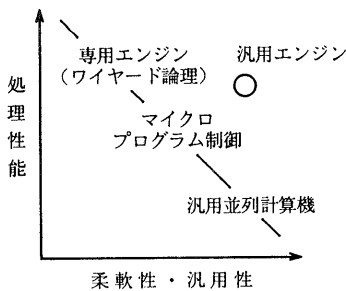 専用エンジン
(ワイヤード論理)
汎用エンジン
マイクロ
プログラム制御
汎用並列計算機
処理性能
柔軟性・汎用性